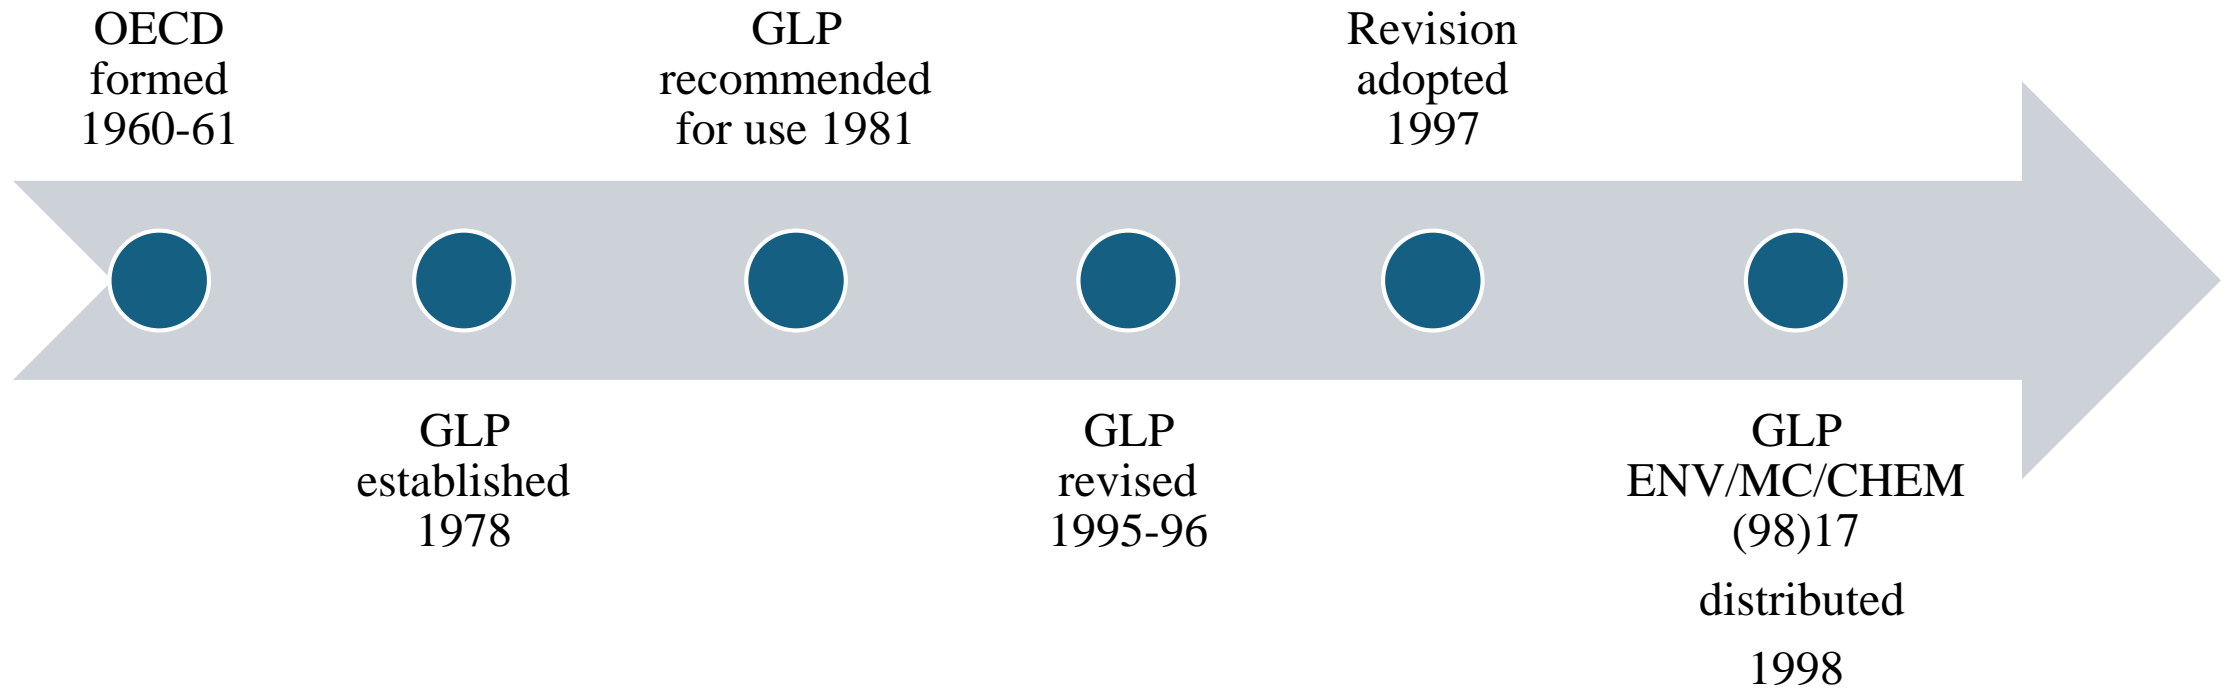 OECD
formed
1960-61
GLP
established
1978
GLP
recommended
for use 1981
GLP
revised
1995-96
Revision
adopted
1997
GLP
ENV/MC/CHEM
(98)17
distributed
1998